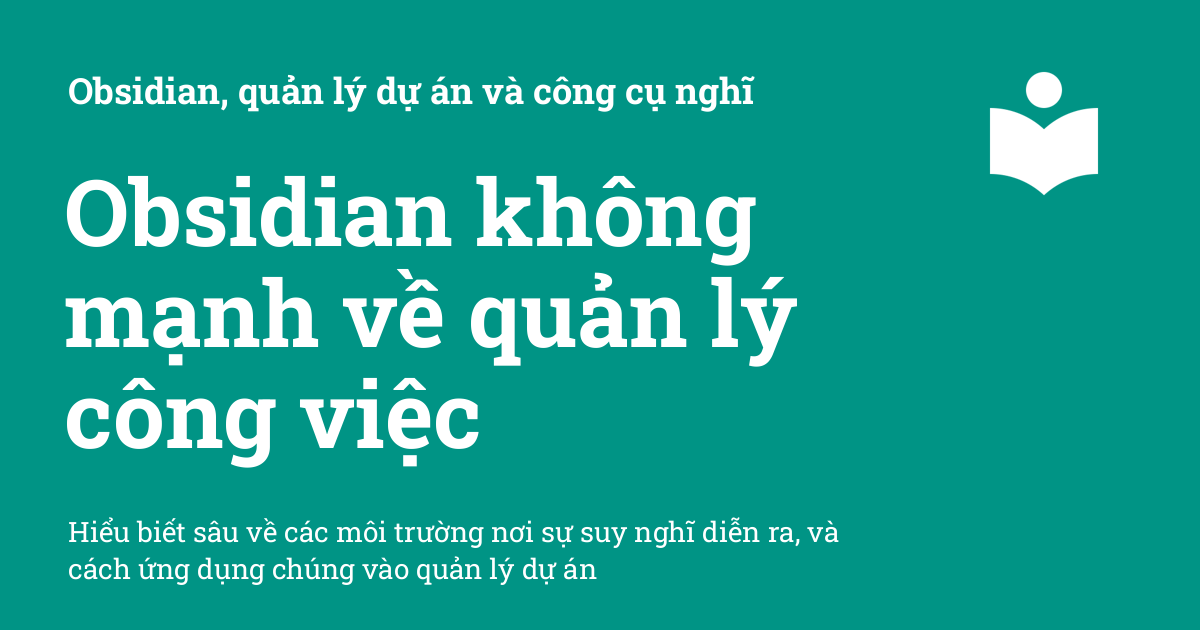 Obsidian, quản lý dự án và công cụ nghĩ
Obsidian không
mạnh về quản lý
công việc
Hiểu biết sâu về các môi trường nơi sự suy nghĩ diễn ra, và
cách ứng dụng chúng vào quản lý dự án